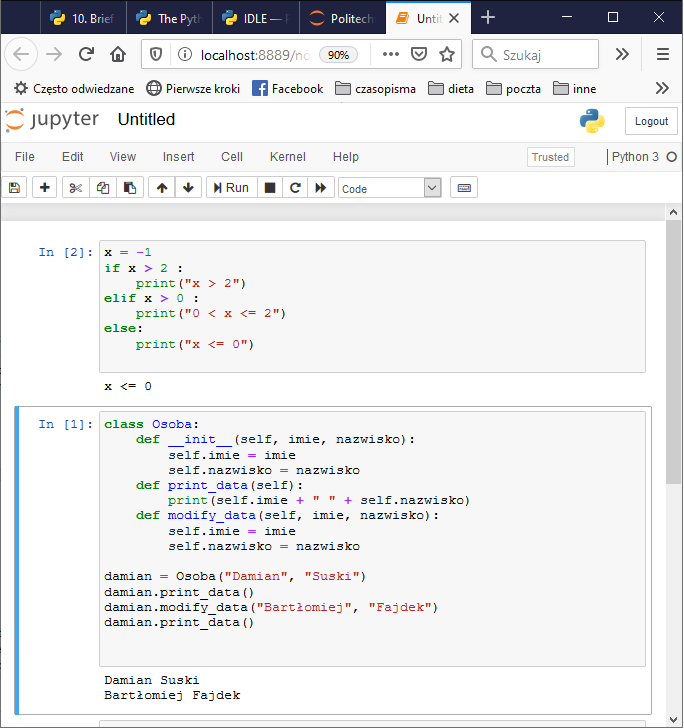 10. Brief
The Pyth
IDLE — P
Politech
Untit
localhost:8889/no
90%
Szukaj
Często odwiedzane
Pierwsze kroki
Facebook
czasopisma
dieta
poczta
inne
jupyter Untitled
Logout
File Edit View Insert Cell Kernel Help
Trusted
Python 3
Run
Code
In [2]:
x = -1
if x > 2 :
    print("x > 2")
elif x > 0 :
    print("0 < x <= 2")
else:
    print("x <= 0")
x <= 0
In [1]:
class Osoba:
    def __init__(self, imie, nazwisko):
        self.imie = imie
        self.nazwisko = nazwisko
    def print_data(self):
        print(self.imie + " " + self.nazwisko)
    def modify_data(self, imie, nazwisko):
        self.imie = imie
        self.nazwisko = nazwisko
damian = Osoba("Damian", "Suski")
damian.print_data()
damian.modify_data("Bartłomiej", "Fajdek")
damian.print_data()
Damian Suski
Bartłomiej Fajdek